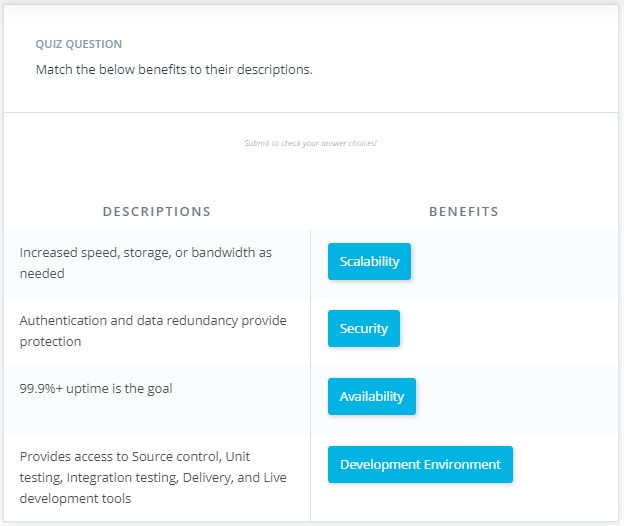 QUIZ QUESTION
Match the below benefits to their descriptions.
Submit to check your answer choices!
DESCRIPTIONS
BENEFITS
Increased speed, storage, or bandwidth as
needed
Scalability
Authentication and data redundancy provide
protection
Security
99.9%+ uptime is the goal
Availability
Provides access to Source control, Unit
testing, Integration testing, Delivery, and Live
development tools
Development Environment